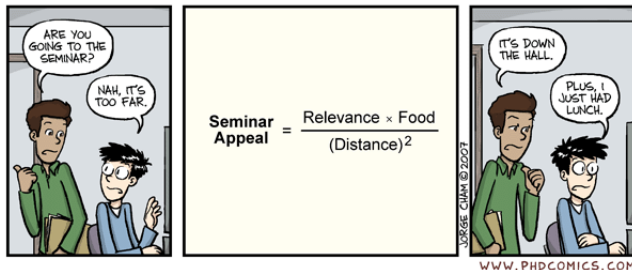 ARE YOU
GOING TO THE
SEMINAR?
NAH, IT'S
TOO FAR.
Seminar Appeal = Relevance × Food / (Distance)²
JORGE CHAM © 2007
IT'S DOWN
THE HALL.
PLUS, I
JUST HAD
LUNCH.
WWW.PHDCOMICS.COM